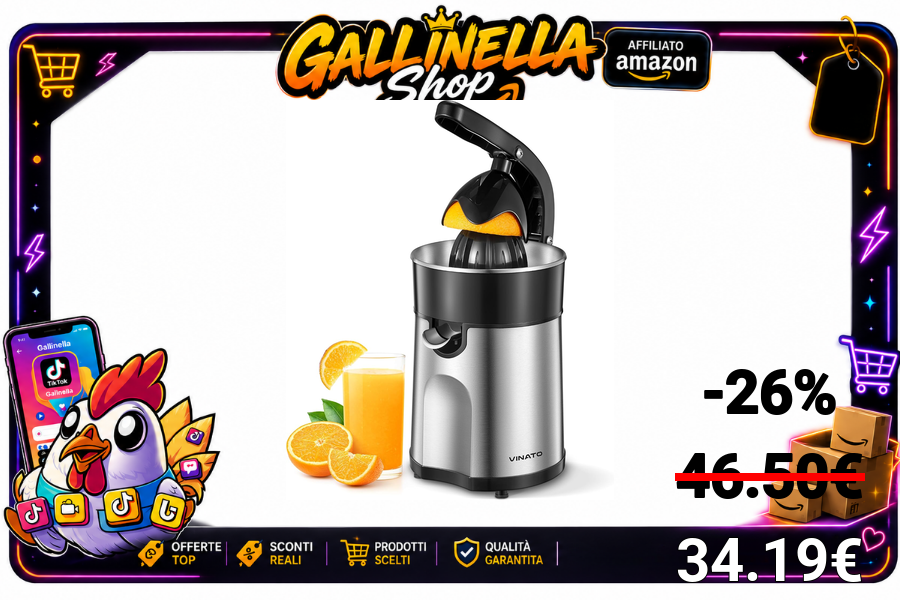 GALLINELLA
Shop
AFFILIATO
amazon
Gallinella
TikTok
Gallinella
VINATO
-26%
46.50€
34.19€
OFFERTE
TOP
SCONTI
REALI
PRODOTTI
SCELTI
QUALITÀ
GARANTITA